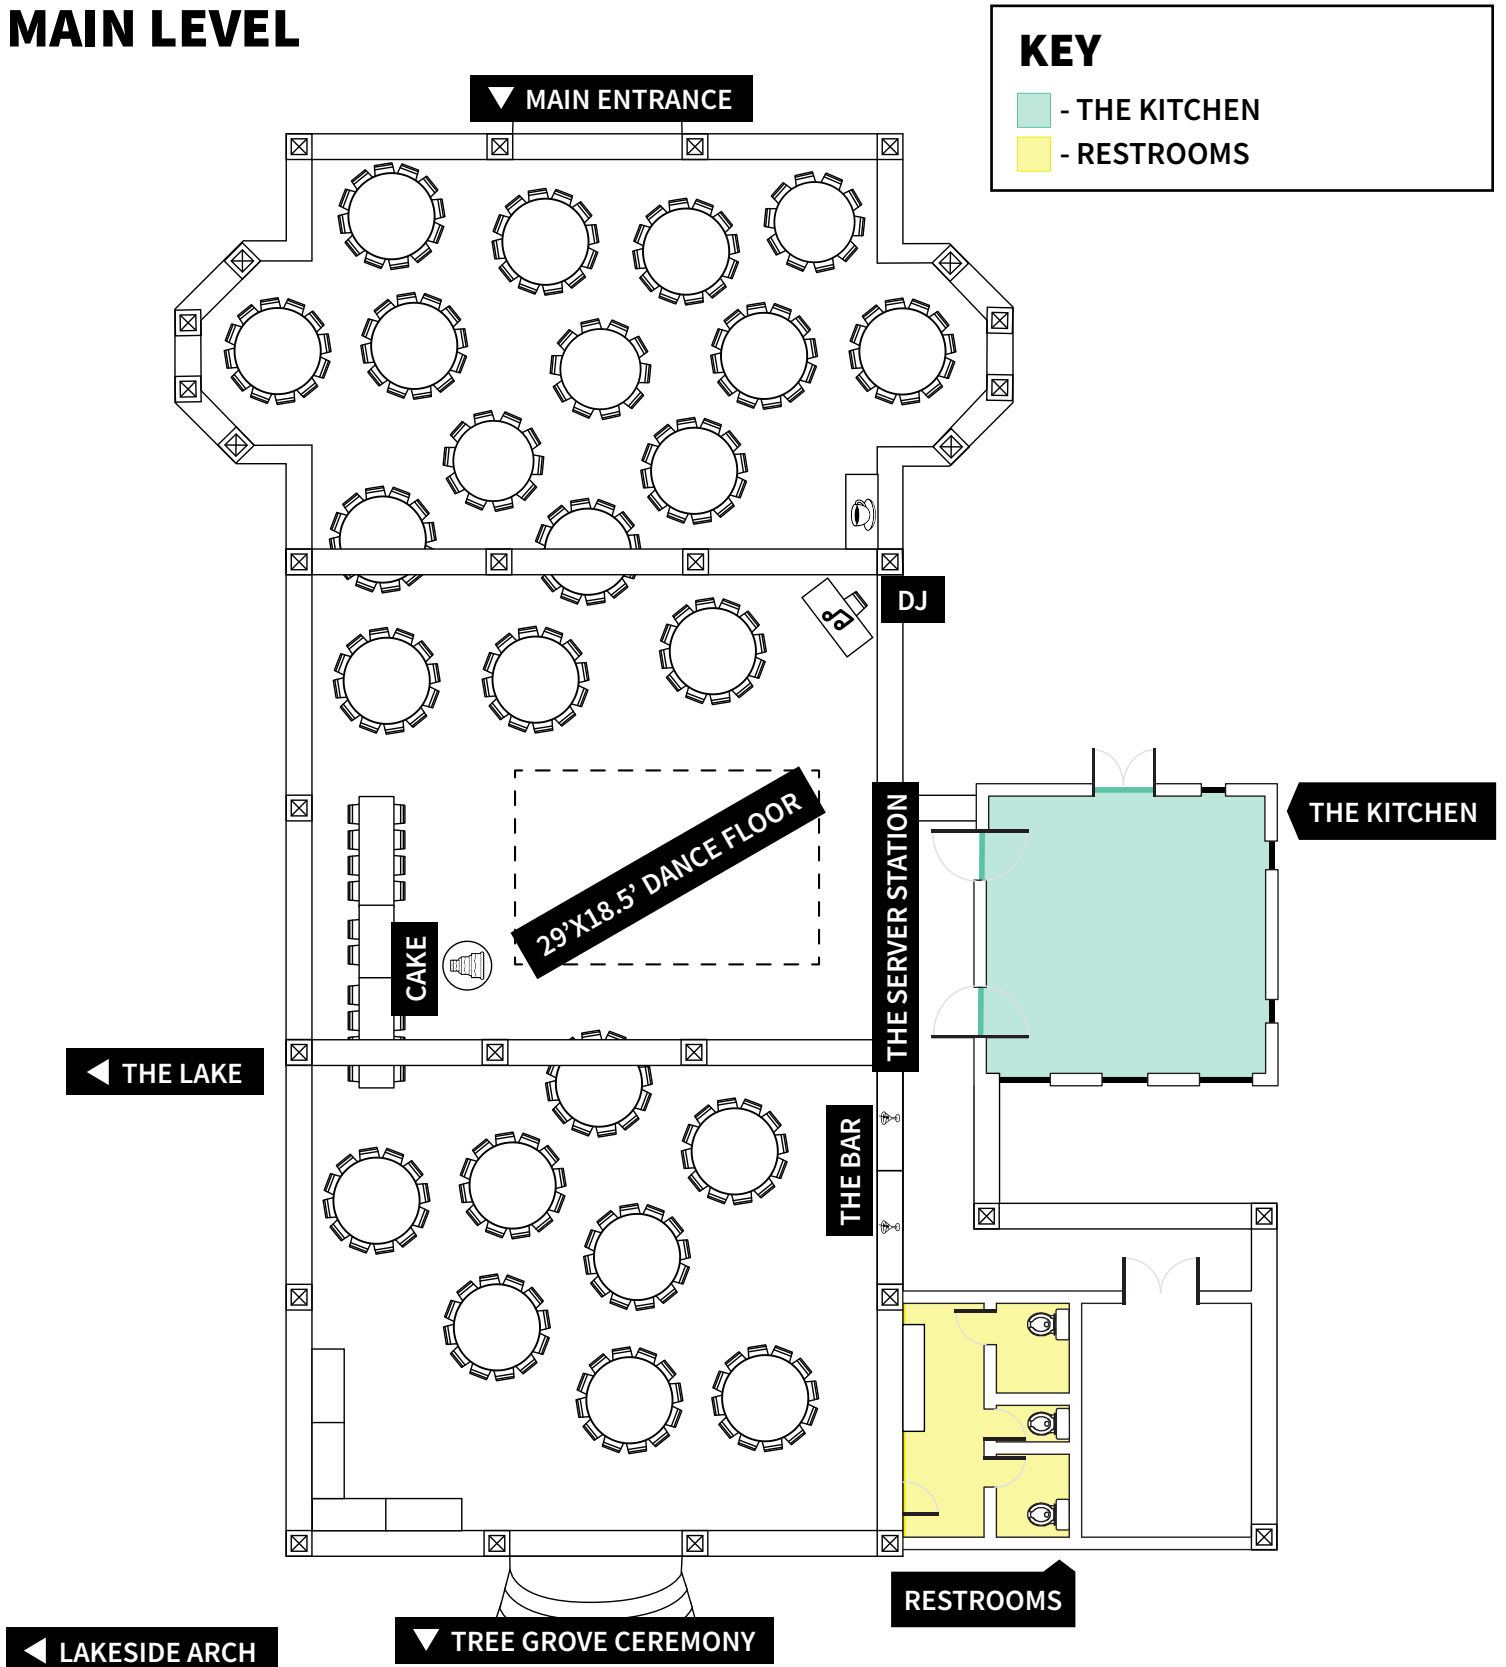 MAIN LEVEL
KEY
- THE KITCHEN
- RESTROOMS
MAIN ENTRANCE
DJ
THE KITCHEN
29’X18.5’ DANCE FLOOR
THE SERVER STATION
CAKE
THE LAKE
THE BAR
RESTROOMS
TREE GROVE CEREMONY
LAKESIDE ARCH